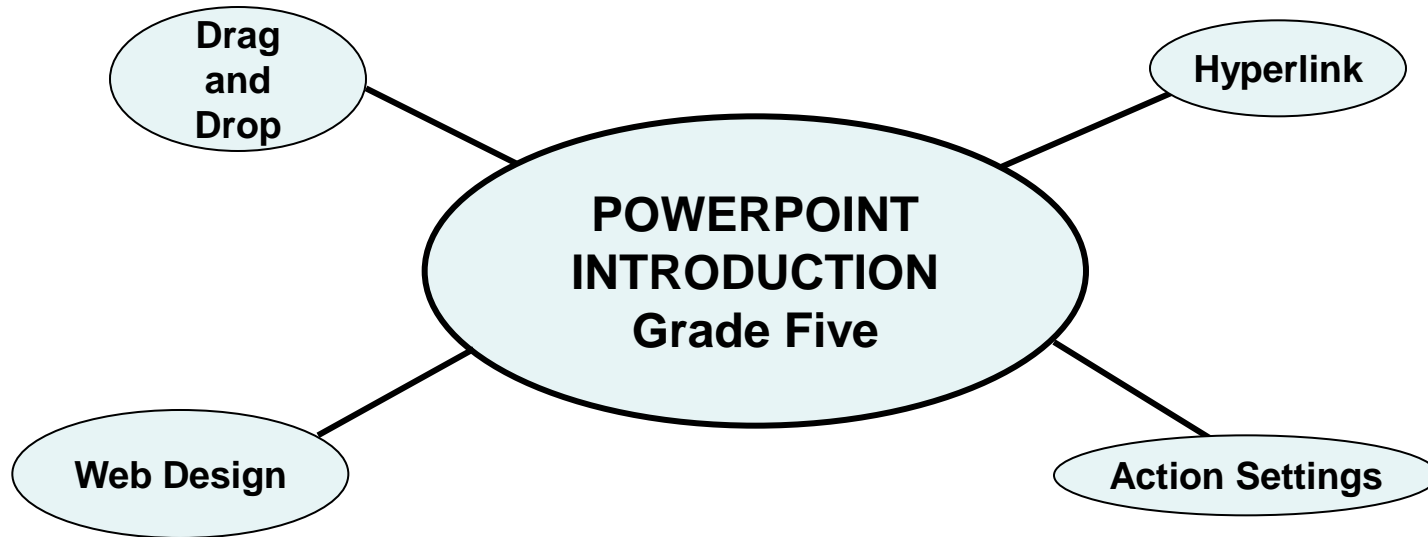 Drag
and
Drop
Hyperlink
POWERPOINT
INTRODUCTION
Grade Five
Web Design
Action Settings